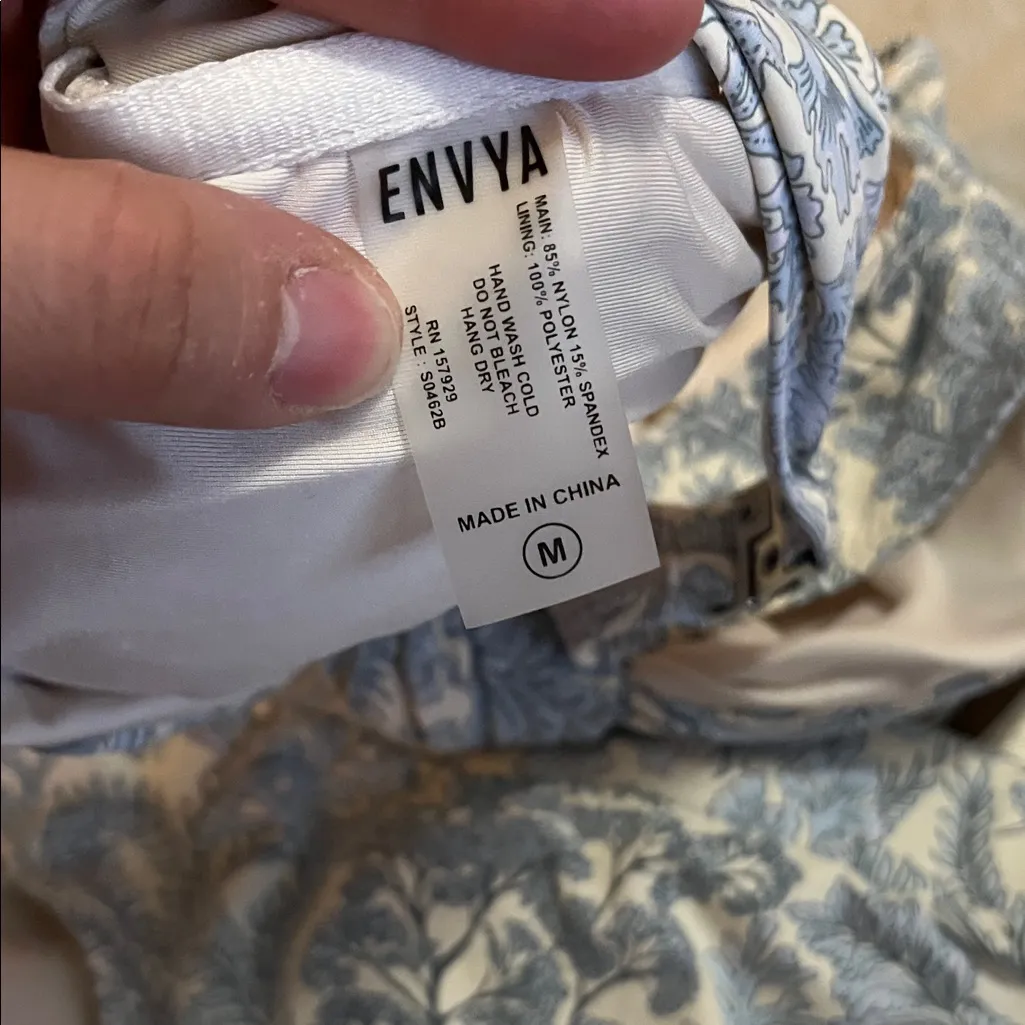 ENVYA
MAIN: 85% NYLON 15% SPANDEX
LINING: 100% POLYESTER
HAND WASH COLD
DO NOT BLEACH
HANG DRY
RN 157929
STYLE : S0462B
MADE IN CHINA
M